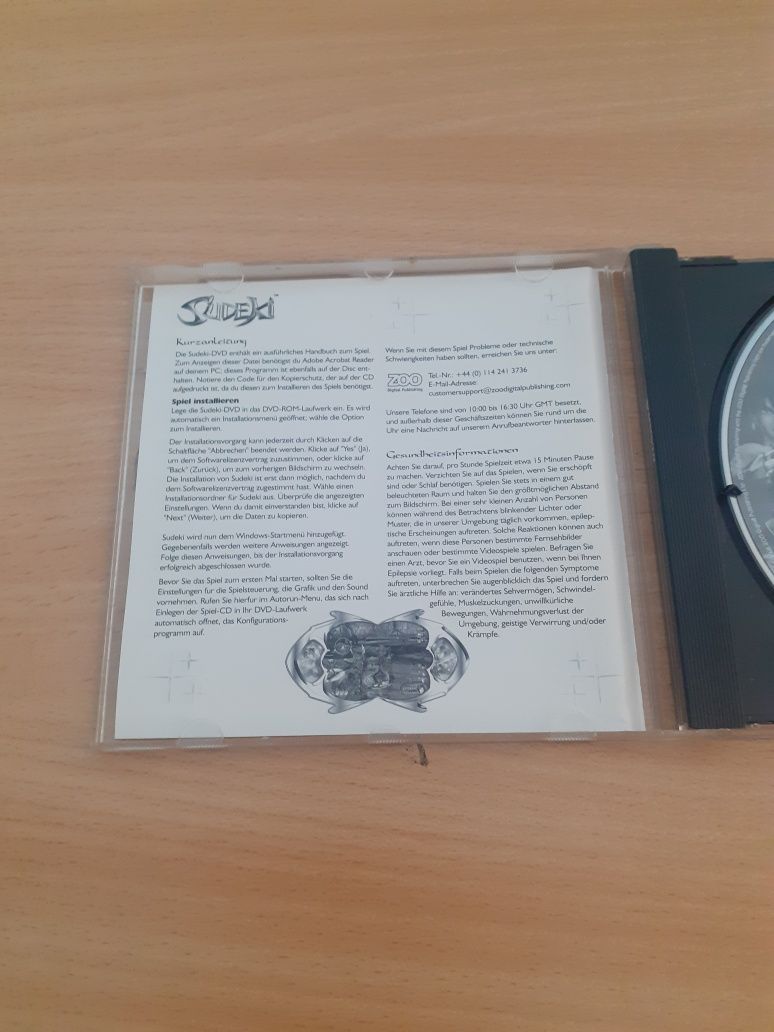 SUDEKI™
Kurzanleitung
Die Sudeki-DVD enthält ein ausführliches Handbuch zum Spiel.
Zum Anzeigen dieser Datei benötigst du Adobe Acrobat Reader
auf deinem PC; dieses Programm ist ebenfalls auf der Disc ent-
halten. Notiere den Code für den Kopierschutz, der auf der CD
aufgedruckt ist, da du diesen zum Installieren des Spiels benötigst.
Spiel installieren
Lege die Sudeki-DVD in das DVD-ROM-Laufwerk ein. Es wird
automatisch ein Installationsmenü geöffnet; wähle die Option
zum Installieren.
Der Installationsvorgang kann jederzeit durch Klicken auf die
Schaltfläche "Abbrechen" beendet werden. Klicke auf "Yes" (Ja),
um dem Softwarelizenzvertrag zuzustimmen, oder klicke auf
"Back" (Zurück), um zum vorherigen Bildschirm zu wechseln.
Die Installation von Sudeki ist erst dann möglich, nachdem du
dem Softwarelizenzvertrag zugestimmt hast. Wähle einen
Installationsordner für Sudeki aus. Überprüfe die angezeigten
Einstellungen. Wenn du damit einverstanden bist, klicke auf
"Next" (Weiter), um die Daten zu kopieren.
Sudeki wird nun dem Windows-Startmenü hinzugefügt.
Gegebenenfalls werden weitere Anweisungen angezeigt.
Folge diesen Anweisungen, bis der Installationsvorgang
erfolgreich abgeschlossen wurde.
Bevor Sie das Spiel zum ersten Mal starten, sollten Sie die
Einstellungen für die Spielsteuerung, die Grafik und den Sound
vornehmen. Rufen Sie hierfür im Autorun-Menü, das sich nach
Einlegen der Spiel-CD in Ihr DVD-Laufwerk
automatisch öffnet, das Konfigurations-
programm auf.
Wenn Sie mit diesem Spiel Probleme oder technische
Schwierigkeiten haben sollten, erreichen Sie uns unter:
ZOO
Digital Publishing
Tel.-Nr.: +44 (0) 114 241 3736
E-Mail-Adresse:
customersupport@zoodigitalpublishing.com
Unsere Telefone sind von 10:00 bis 16:30 Uhr GMT besetzt,
und außerhalb dieser Geschäftszeiten können Sie rund um die
Uhr eine Nachricht auf unserem Anrufbeantworter hinterlassen.
Gesundheitsinformationen
Achten Sie darauf, pro Stunde Spielzeit etwa 15 Minuten Pause
zu machen. Verzichten Sie auf das Spielen, wenn Sie erschöpft
sind oder Schlaf benötigen. Spielen Sie stets in einem gut
beleuchteten Raum und halten Sie den größtmöglichen Abstand
zum Bildschirm. Bei einer sehr kleinen Anzahl von Personen
können während des Betrachtens blinkender Lichter oder
Muster, die in unserer Umgebung täglich vorkommen, epilep-
tische Erscheinungen auftreten. Solche Reaktionen können auch
auftreten, wenn diese Personen bestimmte Fernsehbilder
anschauen oder bestimmte Videospiele spielen. Befragen Sie
einen Arzt, bevor Sie ein Videospiel benutzen, wenn bei Ihnen
Epilepsie vorliegt. Falls beim Spielen die folgenden Symptome
auftreten, unterbrechen Sie augenblicklich das Spiel und fordern
Sie ärztliche Hilfe an: verändertes Sehvermögen, Schwindel-
gefühle, Muskelzuckungen, unwillkürliche
Bewegungen, Wahrnehmungsverlust der
Umgebung, geistige Verwirrung und/oder
Krämpfe.